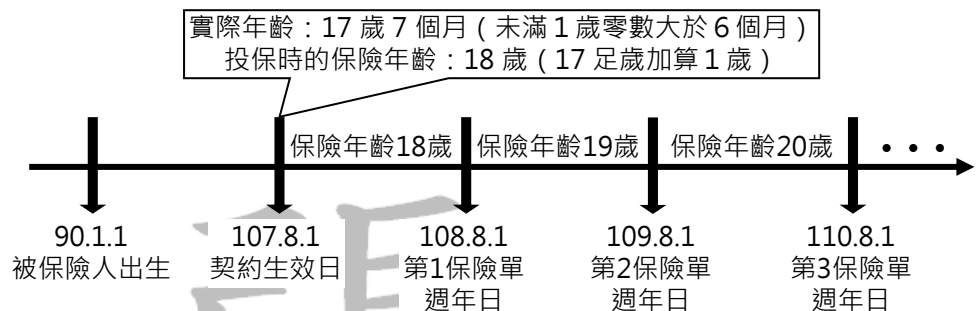 實際年齡：17 歲 7 個月（未滿 1 歲零數大於 6 個月）
投保時的保險年齡：18 歲（17 足歲加算 1 歲）
保險年齡18歲
保險年齡19歲
保險年齡20歲
• • •
90.1.1
被保險人出生
107.8.1
契約生效日
108.8.1
第1保險單
週年日
109.8.1
第2保險單
週年日
110.8.1
第3保險單
週年日